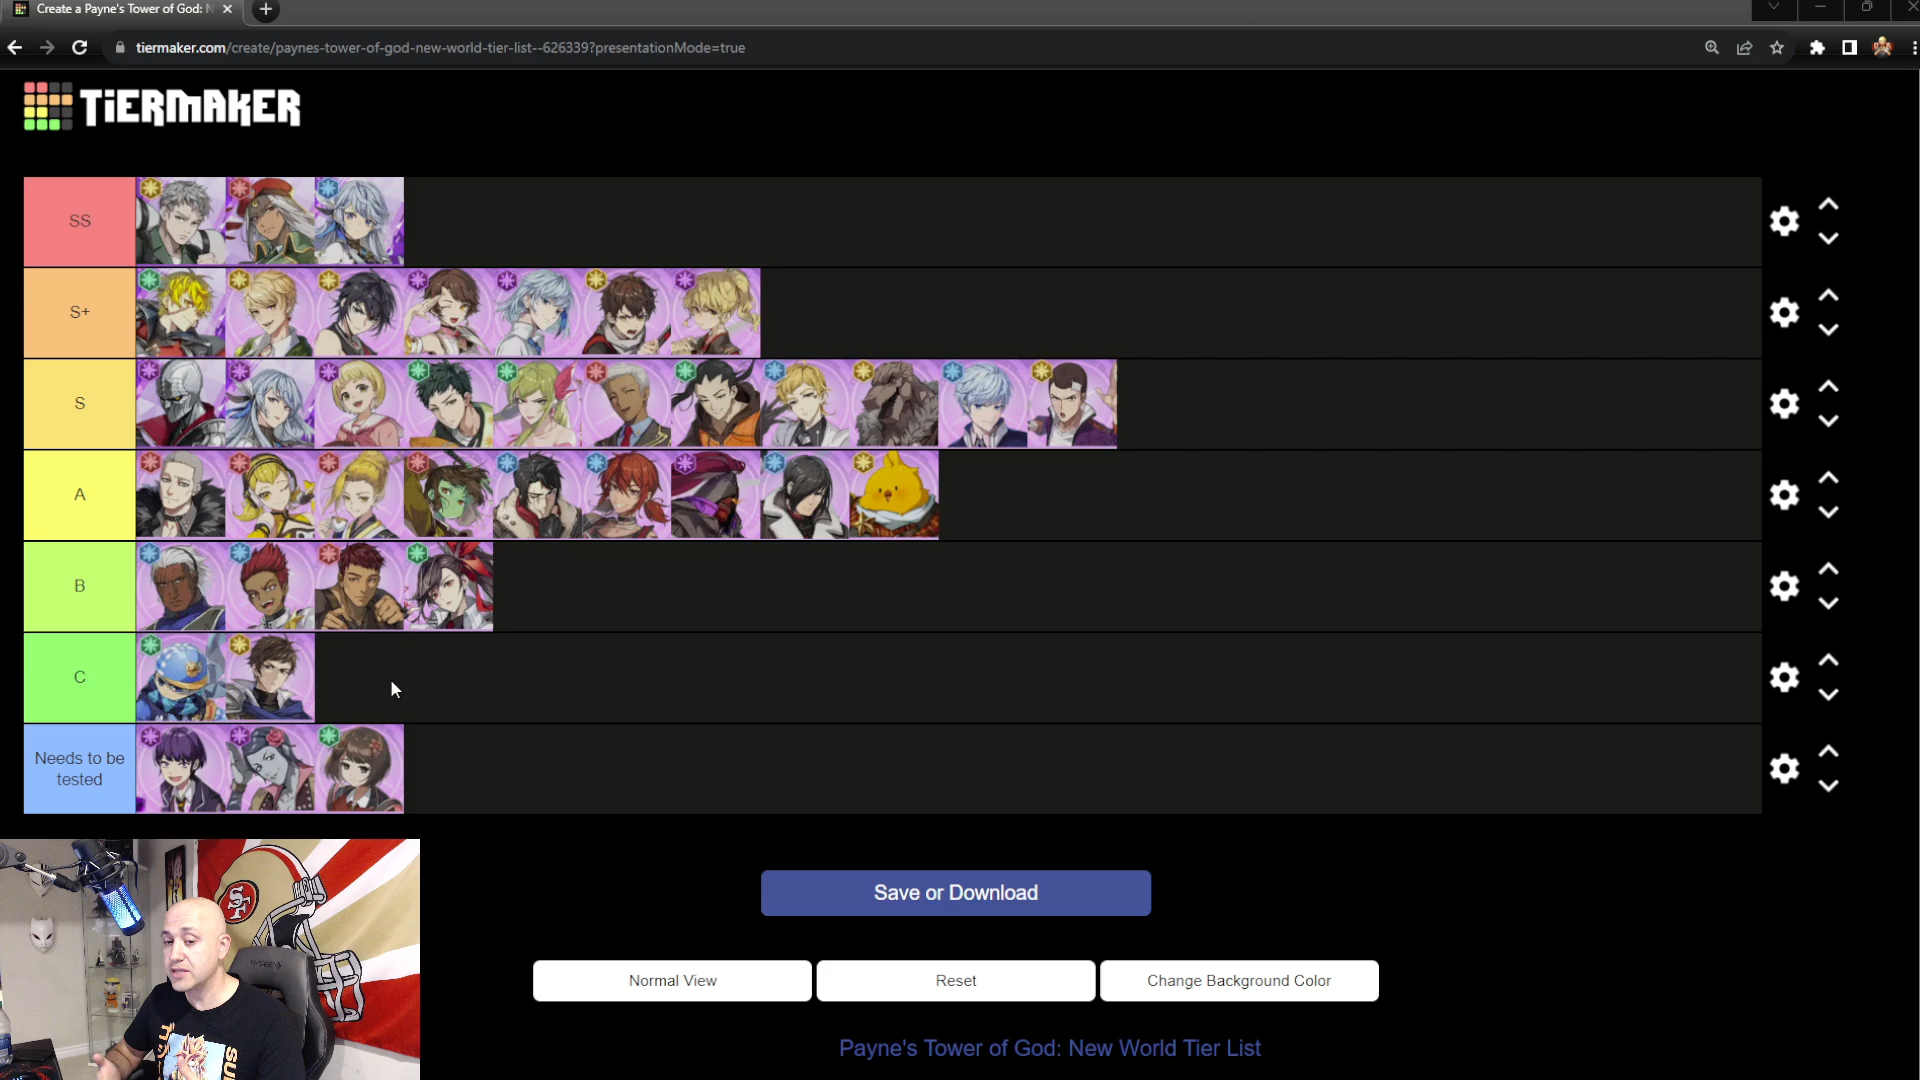 Create a Payne's Tower of God: N
tiermaker.com/create/paynes-tower-of-god-new-world-tier-list--626339?presentationMode=true
TIERMAKER
SS
S+
S
A
B
C
Needs to be
tested
SF
Save or Download
Normal View
Reset
Change Background Color
Payne's Tower of God: New World Tier List